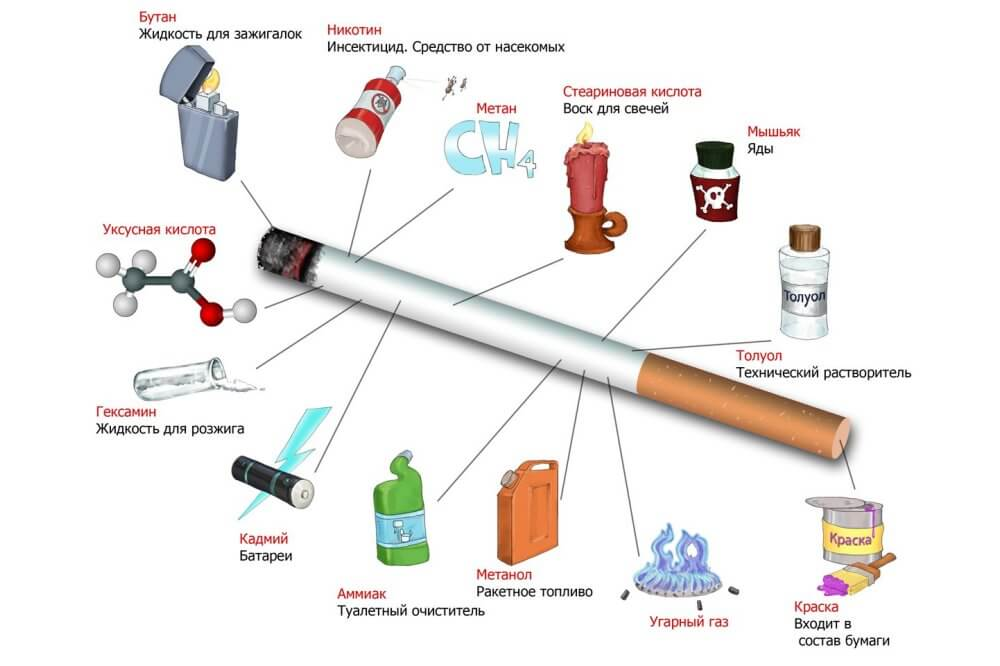 Бутан
Жидкость для зажигалок
Никотин
Инсектицид. Средство от насекомых
Метан
CH4
Стеариновая кислота
Воск для свечей
Мышьяк
Яды
Уксусная кислота
Толуол
Толуол
Технический растворитель
Гексамин
Жидкость для розжига
Кадмий
Батареи
Аммиак
Туалетный очиститель
Метанол
Ракетное топливо
Угарный газ
Краска
Краска
Входит в
состав бумаги